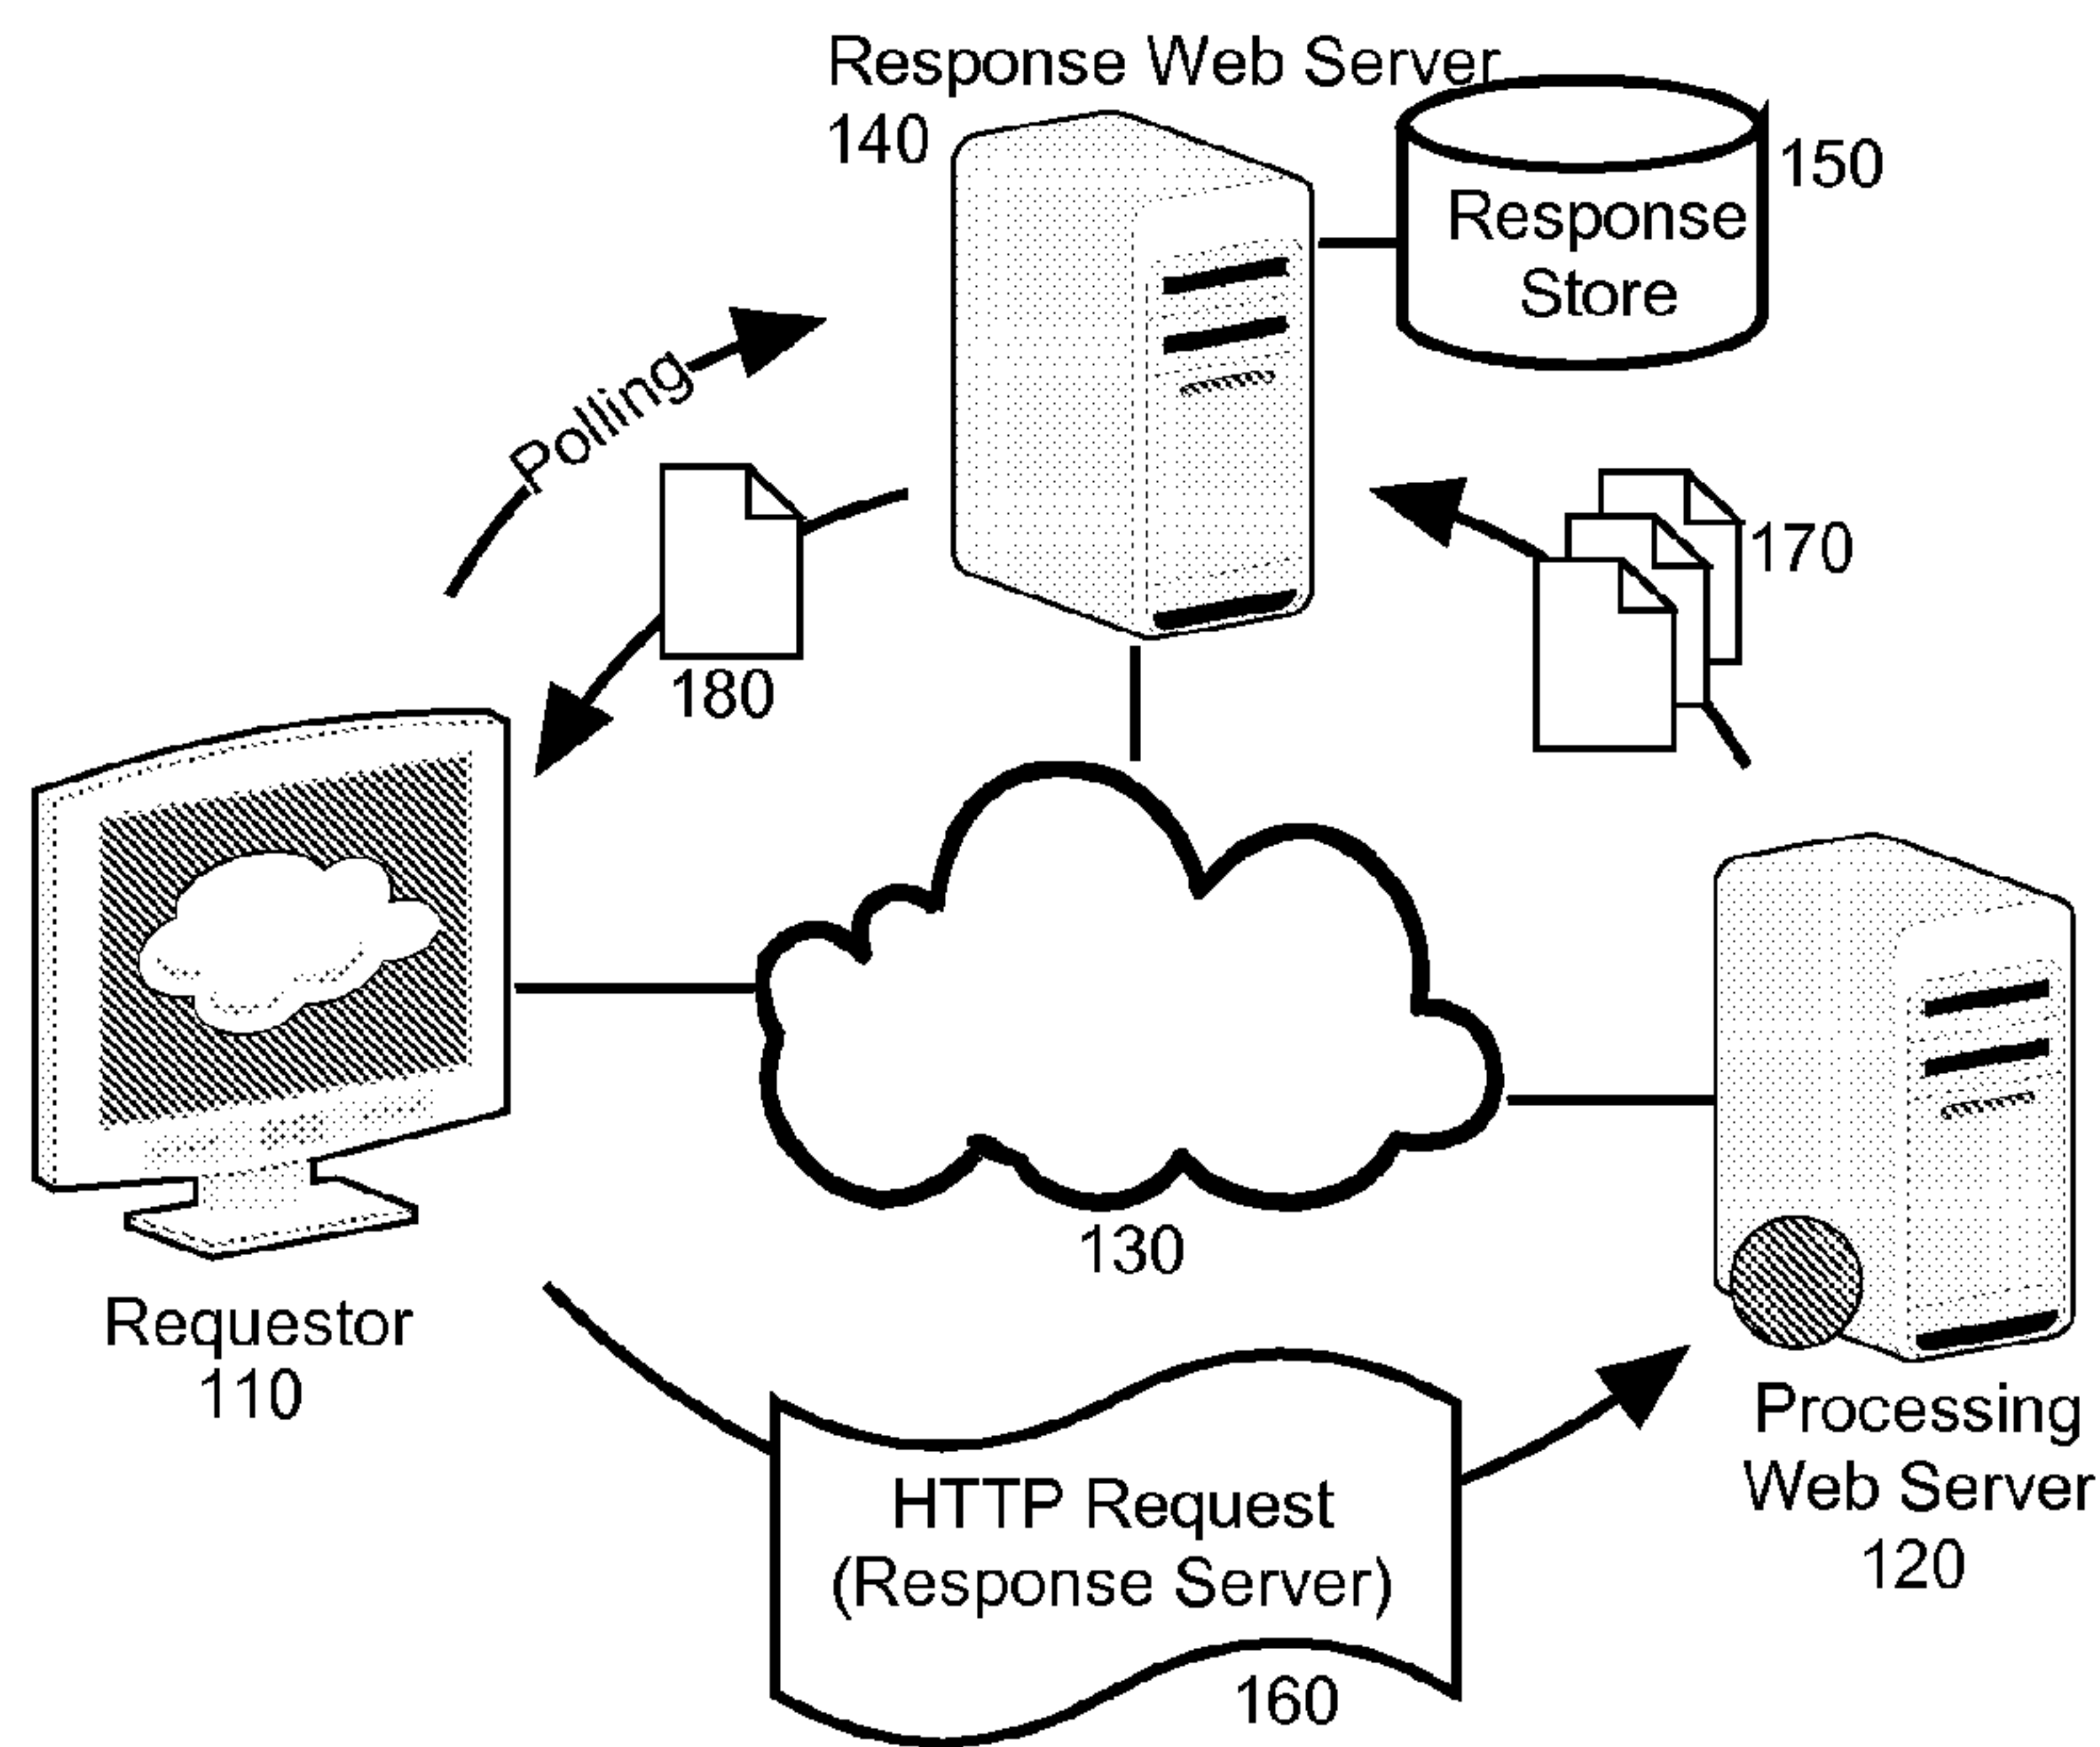 Response Web Server
140
150
Response
Store
Polling
170
180
130
Requestor
110
HTTP Request
(Response Server)
160
Processing
Web Server
120